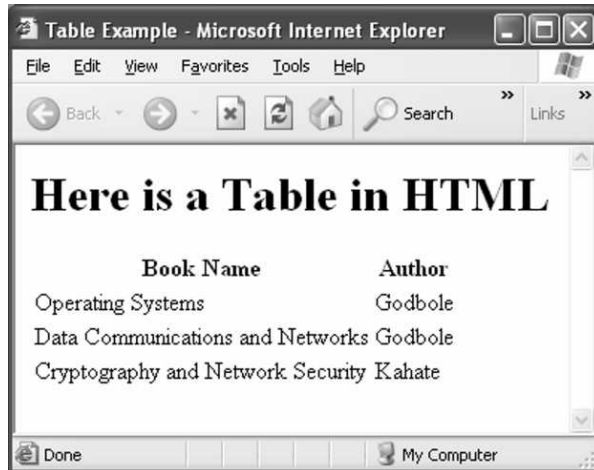 Table Example - Microsoft Internet Explorer
File Edit View Favorites Tools Help
Back Search » Links »
Here is a Table in HTML
Book Name Author
Operating Systems Godbole
Data Communications and Networks Godbole
Cryptography and Network Security Kahate
Done My Computer